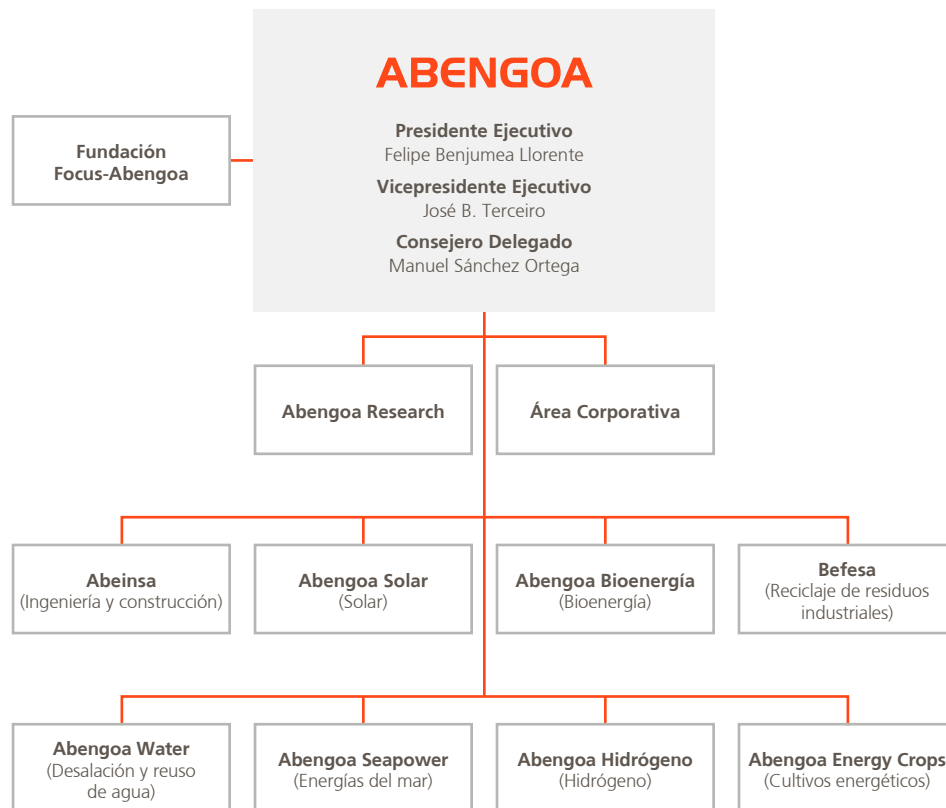 ABENGOA
Presidente Ejecutivo
Felipe Benjumea Llorente
Vicepresidente Ejecutivo
José B. Terceiro
Consejero Delegado
Manuel Sánchez Ortega
Fundación
Focus-Abengoa
Abengoa Research
Área Corporativa
Abeinsa
(Ingeniería y construcción)
Abengoa Solar
(Solar)
Abengoa Bioenergía
(Bioenergía)
Befesa
(Reciclaje de residuos
industriales)
Abengoa Water
(Desalación y reuso
de agua)
Abengoa Seapower
(Energías del mar)
Abengoa Hidrógeno
(Hidrógeno)
Abengoa Energy Crops
(Cultivos energéticos)